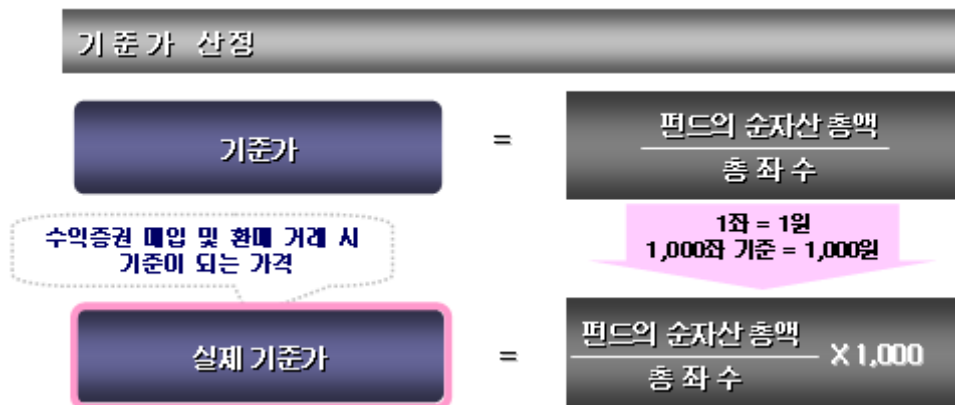 기준가 산정
기준가
=
펀드의 순자산 총액
총 좌 수
수익증권 매입 및 환매 거래 시
기준이 되는 가격
1좌 = 1원
1,000좌 기준 = 1,000원
실제 기준가
=
펀드의 순자산 총액
총 좌 수
X 1,000